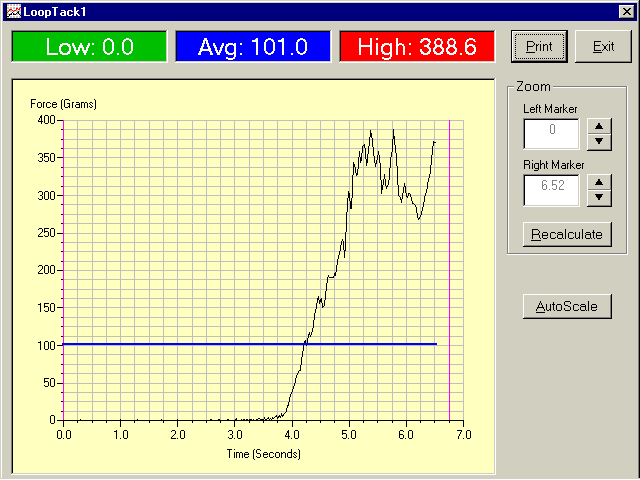 LoopTack1
Low: 0.0
Avg: 101.0
High: 388.6
Print
Exit
Force (Grams)
400
350
300
250
200
150
100
50
0
0.0 1.0 2.0 3.0 4.0 5.0 6.0 7.0
Time (Seconds)
Zoom
Left Marker
0
Right Marker
6.52
Recalculate
AutoScale